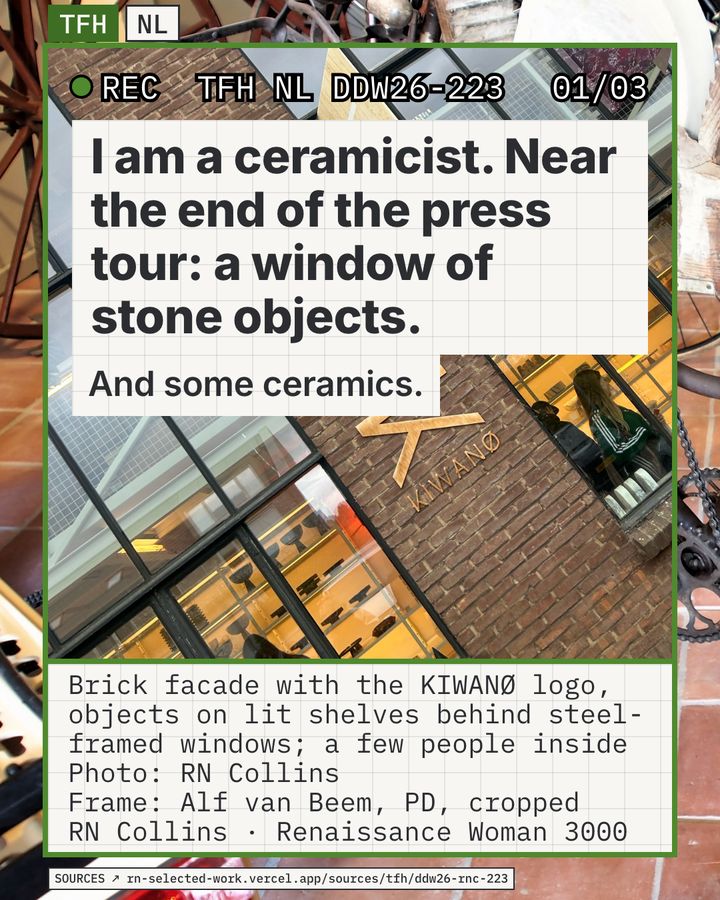 TFH NL
REC TFH NL DDW26-223 01/03
I am a ceramicist. Near
the end of the press
tour: a window of
stone objects.
And some ceramics.
KIWANØ
Brick facade with the KIWANØ logo,
objects on lit shelves behind steel-
framed windows; a few people inside
Photo: RN Collins
Frame: Alf van Beem, PD, cropped
RN Collins · Renaissance Woman 3000
SOURCES ↗ rn-selected-work.vercel.app/sources/tfh/ddw26-rnc-223